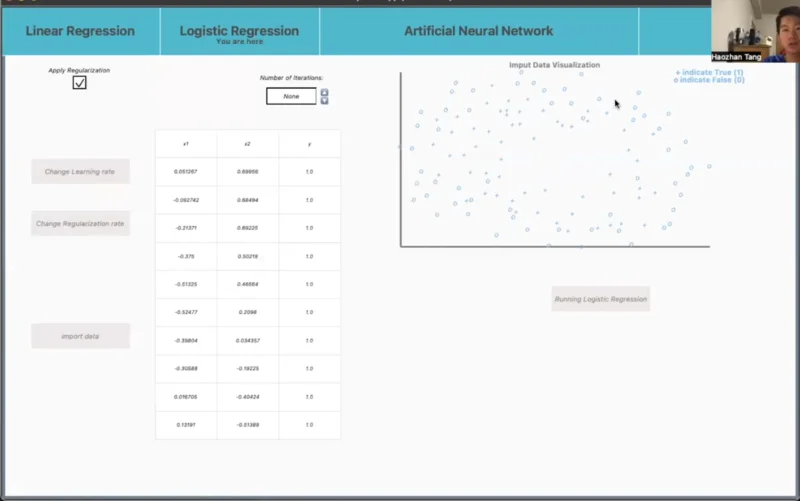 Linear Regression
Logistic Regression
You are here
Artificial Neural Network
Haozhan Tang
Apply Regularization
Number of Iterations:
None
Imput Data Visualization
+ indicate True (1)
o indicate False (0)
x1 x2 y
0.051267 0.69956 1.0
-0.092742 0.68494 1.0
-0.21371 0.69225 1.0
-0.375 0.50219 1.0
-0.51325 0.46564 1.0
-0.52477 0.2098 1.0
-0.39804 0.034357 1.0
-0.30588 -0.19225 1.0
0.016705 -0.40424 1.0
0.13191 -0.51389 1.0
Change Learning rate
Change Regularization rate
Import data
Running Logistic Regression